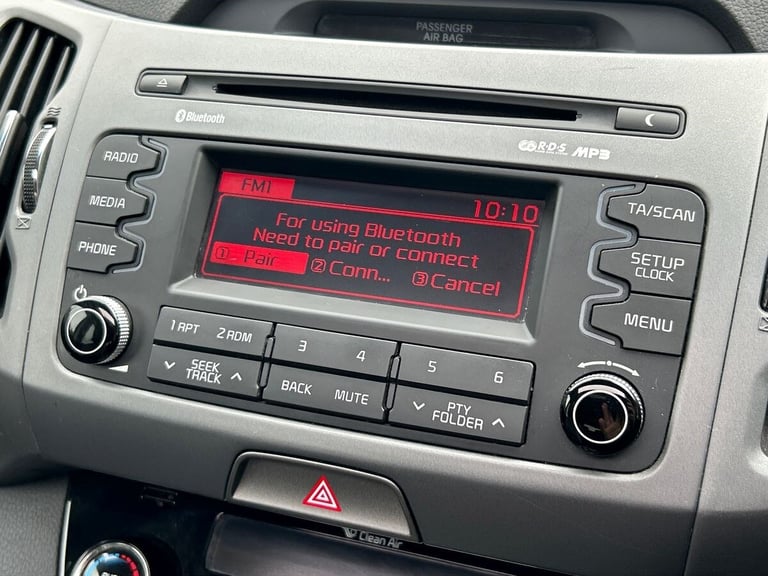 PASSENGER
AIR BAG
Bluetooth
R·D·S MP3
RADIO
MEDIA
PHONE
FM1
10:10
For using Bluetooth
Need to pair or connect
1 Pair 2 Conn... 3 Cancel
TA/SCAN
SETUP
CLOCK
MENU
1 RPT 2 RDM
3 4
5 6
SEEK
TRACK
BACK MUTE
PTY
FOLDER
Clean Air